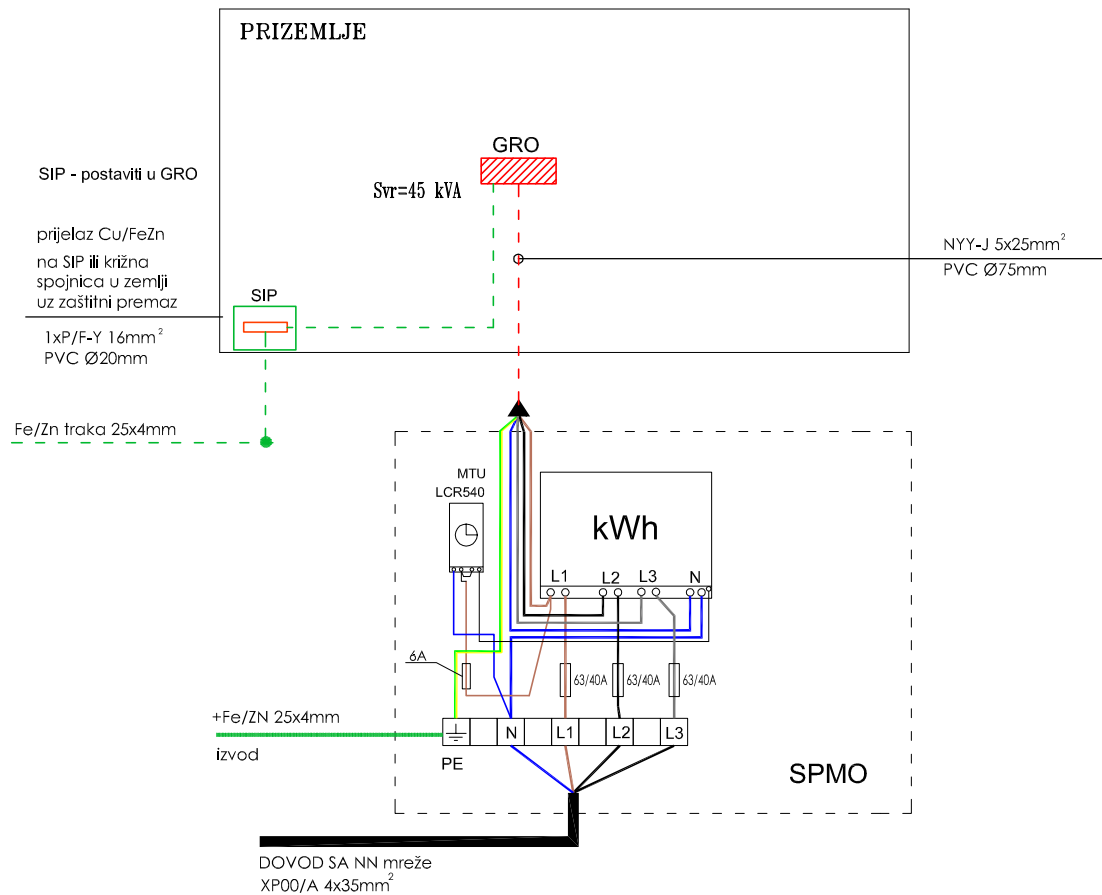 PRIZEMLJE
GRO
SIP - postaviti u GRO
Svr=45 kVA
prijelaz Cu/FeZn
na SIP ili križna
spojnica u zemlji
uz zaštitni premaz
1xP/F-Y 16mm²
PVC Ø20mm
SIP
NYY-J 5x25mm²
PVC Ø75mm
Fe/Zn traka 25x4mm
MTU
LCR540
kWh
L1 L2 L3 N
6A
63/40A 63/40A 63/40A
+Fe/ZN 25x4mm
izvod
N L1 L2 L3
PE
SPMO
DOVOD SA NN mreže
XP00/A 4x35mm²